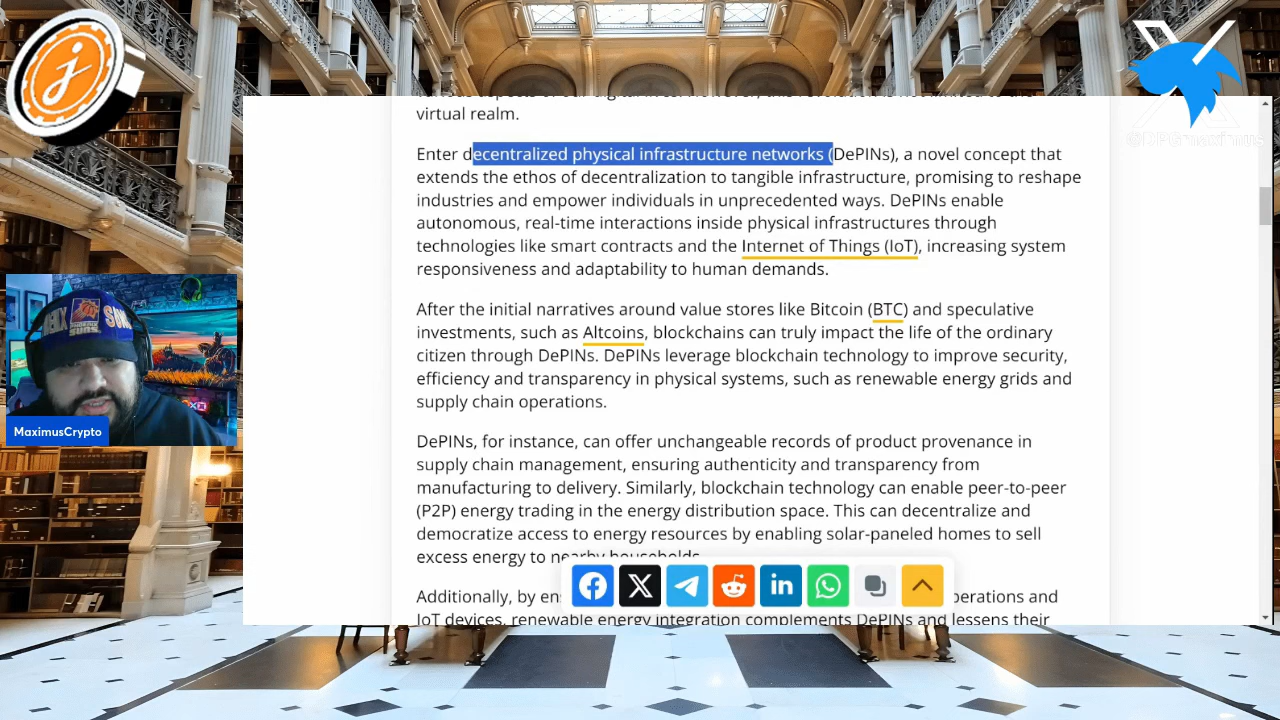 virtual realm.
Enter decentralized physical infrastructure networks (DePINs), a novel concept that
extends the ethos of decentralization to tangible infrastructure, promising to reshape
industries and empower individuals in unprecedented ways. DePINs enable
autonomous, real-time interactions inside physical infrastructures through
technologies like smart contracts and the Internet of Things (IoT), increasing system
responsiveness and adaptability to human demands.
After the initial narratives around value stores like Bitcoin (BTC) and speculative
investments, such as Altcoins, blockchains can truly impact the life of the ordinary
citizen through DePINs. DePINs leverage blockchain technology to improve security,
efficiency and transparency in physical systems, such as renewable energy grids and
supply chain operations.
DePINs, for instance, can offer unchangeable records of product provenance in
supply chain management, ensuring authenticity and transparency from
manufacturing to delivery. Similarly, blockchain technology can enable peer-to-peer
(P2P) energy trading in the energy distribution space. This can decentralize and
democratize access to energy resources by enabling solar-paneled homes to sell
excess energy to nearby households.
Additionally, by en perations and
IoT devices, renewable energy integration complements DePINs and lessens their
MaximusCrypto
@DFGmaximus